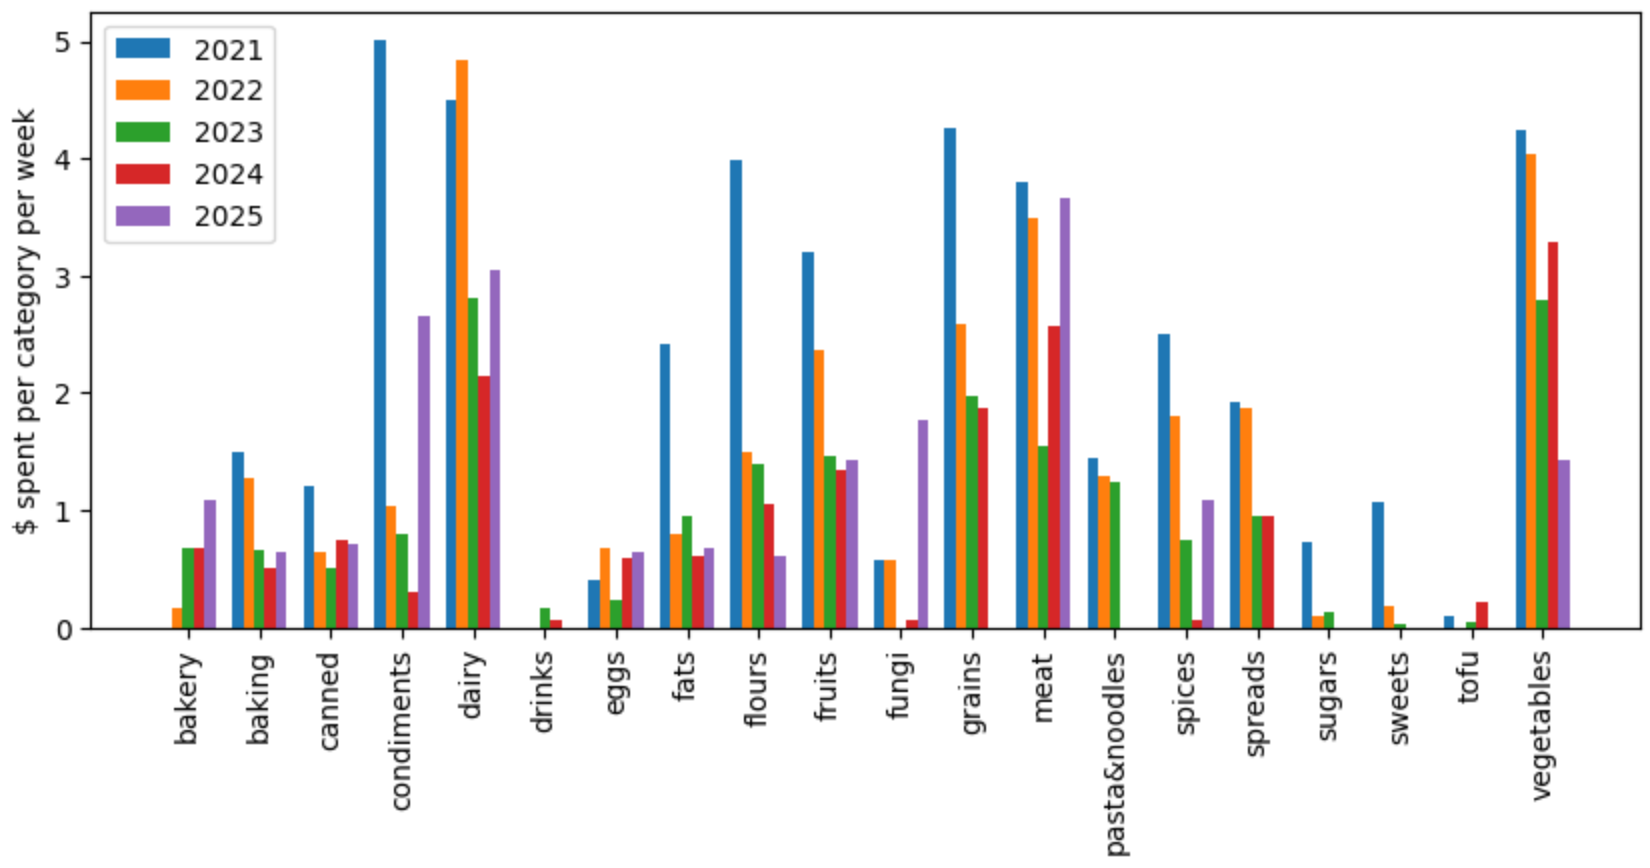 $ spent per category per week
5
4
3
2
1
0
2021
2022
2023
2024
2025
bakery
baking
canned
condiments
dairy
drinks
eggs
fats
flours
fruits
fungi
grains
meat
pasta&noodles
spices
spreads
sugars
sweets
tofu
vegetables